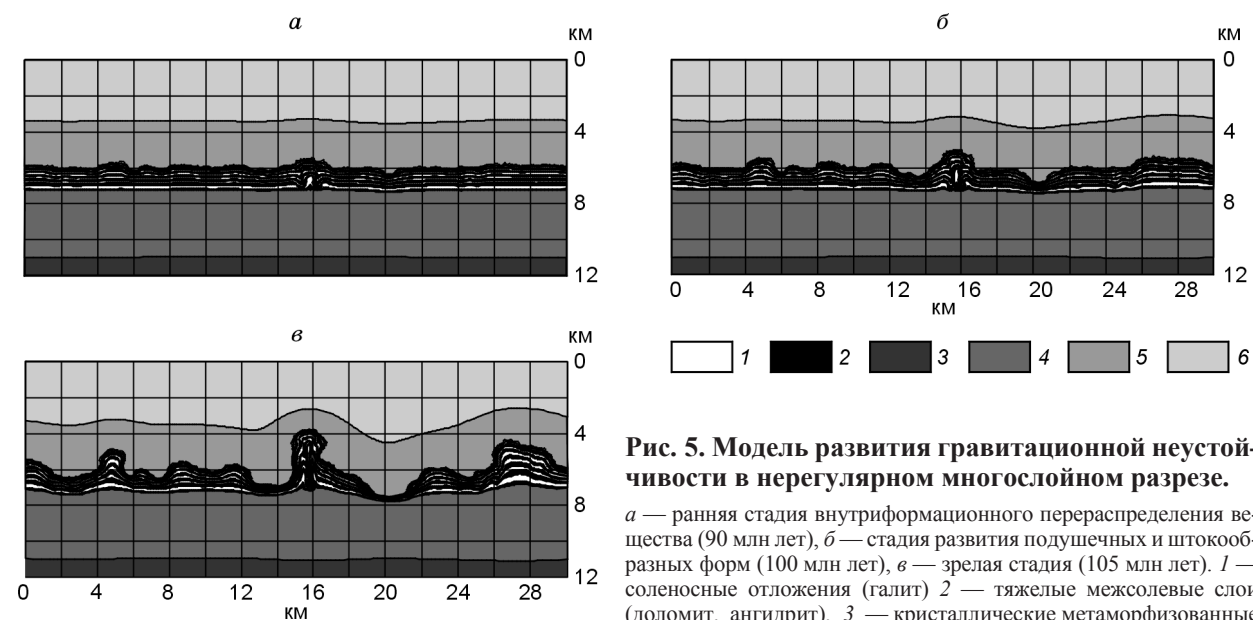 а
б
км
0
4
8
12
км
0
4
8
12
0 4 8 12 16 20 24 28
км
в
км
0
4
8
12
0 4 8 12 16 20 24 28
км
1 2 3 4 5 6
Рис. 5. Модель развития гравитационной неустой-
чивости в нерегулярном многослойном разрезе.
а — ранняя стадия внутриформационного перераспределения ве-
щества (90 млн лет), б — стадия развития подушечных и штокооб-
разных форм (100 млн лет), в — зрелая стадия (105 млн лет). 1 —
соленосные отложения (галит) 2 — тяжелые межсолевые слои
(доломит, ангидрит), 3 — кристаллические метаморфизованные